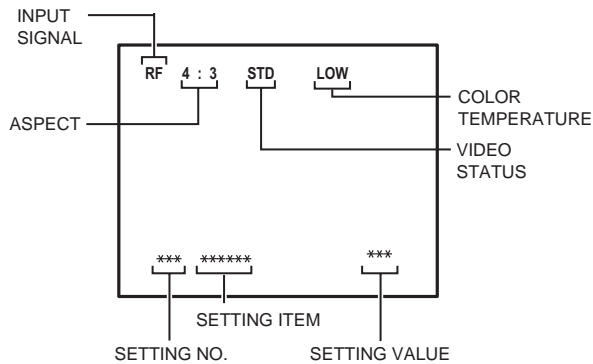 INPUT
SIGNAL
RF 4 : 3 STD LOW
ASPECT
COLOR
TEMPERATURE
VIDEO
STATUS
*** ****** ***
SETTING ITEM
SETTING NO. SETTING VALUE